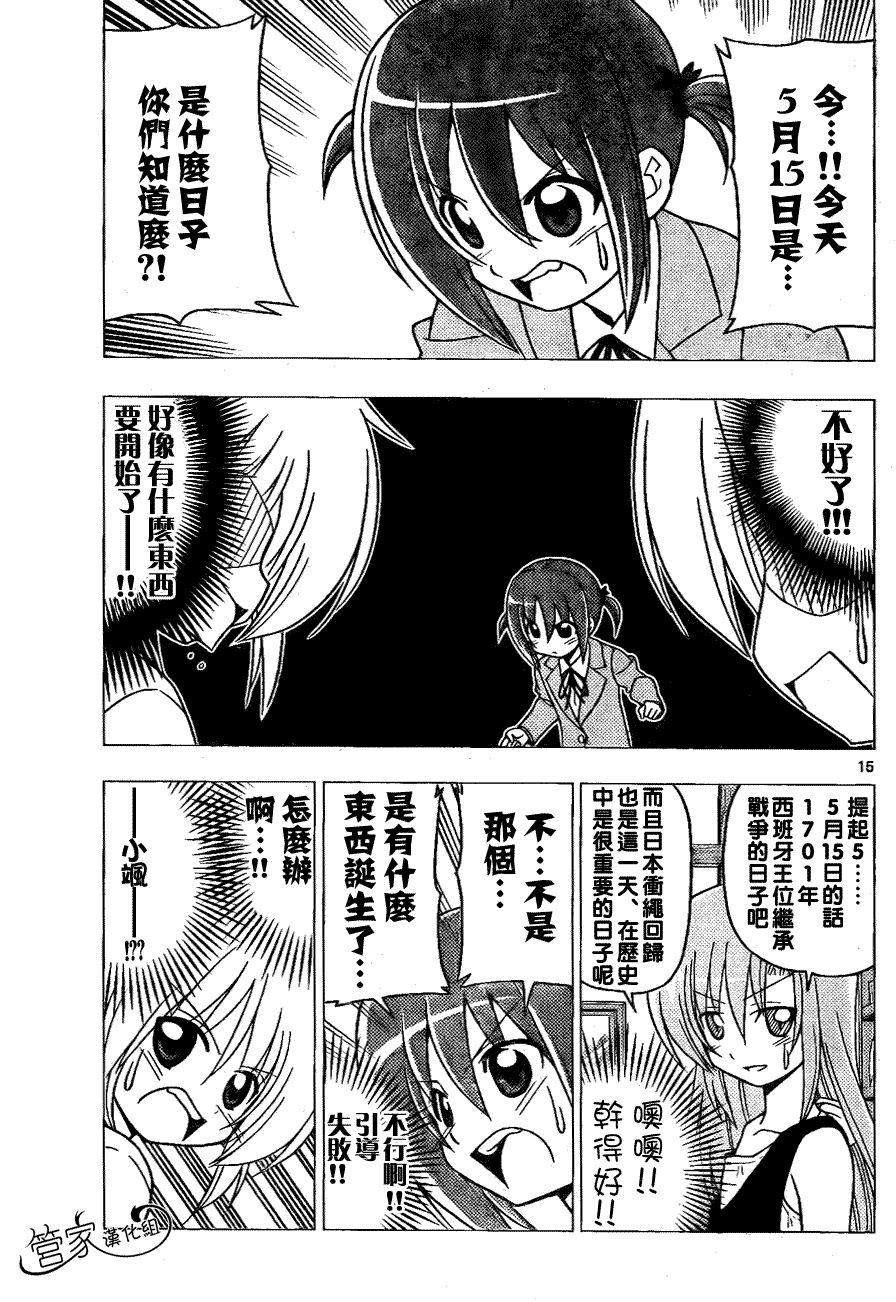 今…!!今天
5月15日是…
是什麼日子
你們知道麼?!
不好了!!!
好像有什麼東西
要開始了——!!
15
提起5……
5月15日的話
1701年
西班牙王位繼承
戰爭的日子吧
而且日本衝繩回歸
也是這一天、在歷史
中是很重要的日子呢
噢噢!!
幹得好!!
不…不是
那個…
是有什麼
東西誕生了…
不行啊!!
引導
失敗!!
怎麼辦
啊…!!
——小颯——!??
管家漢化組